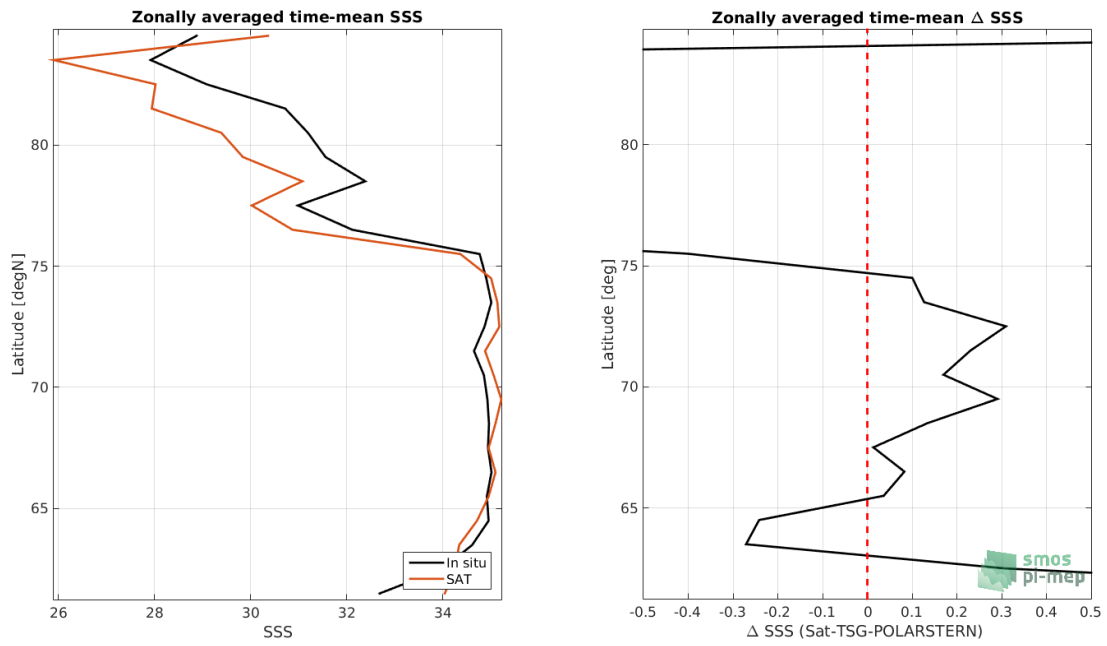 Zonally averaged time-mean SSS
80
75
70
65
26 28 30 32 34
Latitude [degN]
SSS
In situ
SAT
Zonally averaged time-mean Δ SSS
80
75
70
65
-0.5 -0.4 -0.3 -0.2 -0.1 0 0.1 0.2 0.3 0.4 0.5
Latitude [deg]
Δ SSS (Sat-TSG-POLARSTERN)
smos
pi-mep